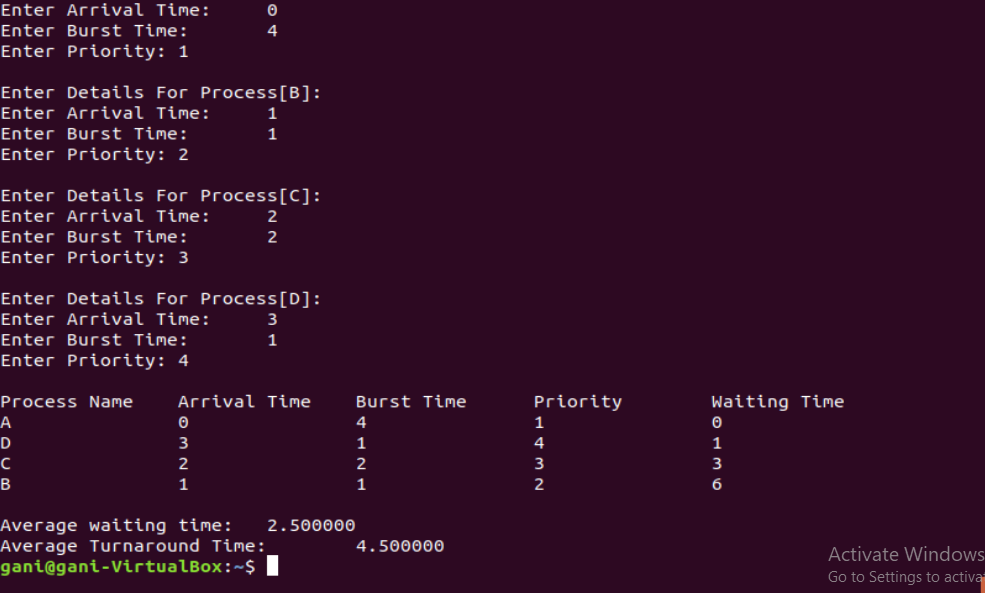 Enter Arrival Time: 0
Enter Burst Time: 4
Enter Priority: 1
Enter Details For Process[B]:
Enter Arrival Time: 1
Enter Burst Time: 1
Enter Priority: 2
Enter Details For Process[C]:
Enter Arrival Time: 2
Enter Burst Time: 2
Enter Priority: 3
Enter Details For Process[D]:
Enter Arrival Time: 3
Enter Burst Time: 1
Enter Priority: 4
Process Name Arrival Time Burst Time Priority Waiting Time
A 0 4 1 0
D 3 1 4 1
C 2 2 3 3
B 1 1 2 6
Average waiting time: 2.500000
Average Turnaround Time: 4.500000
gani@gani-VirtualBox:~$
Activate Windows
Go to Settings to activa